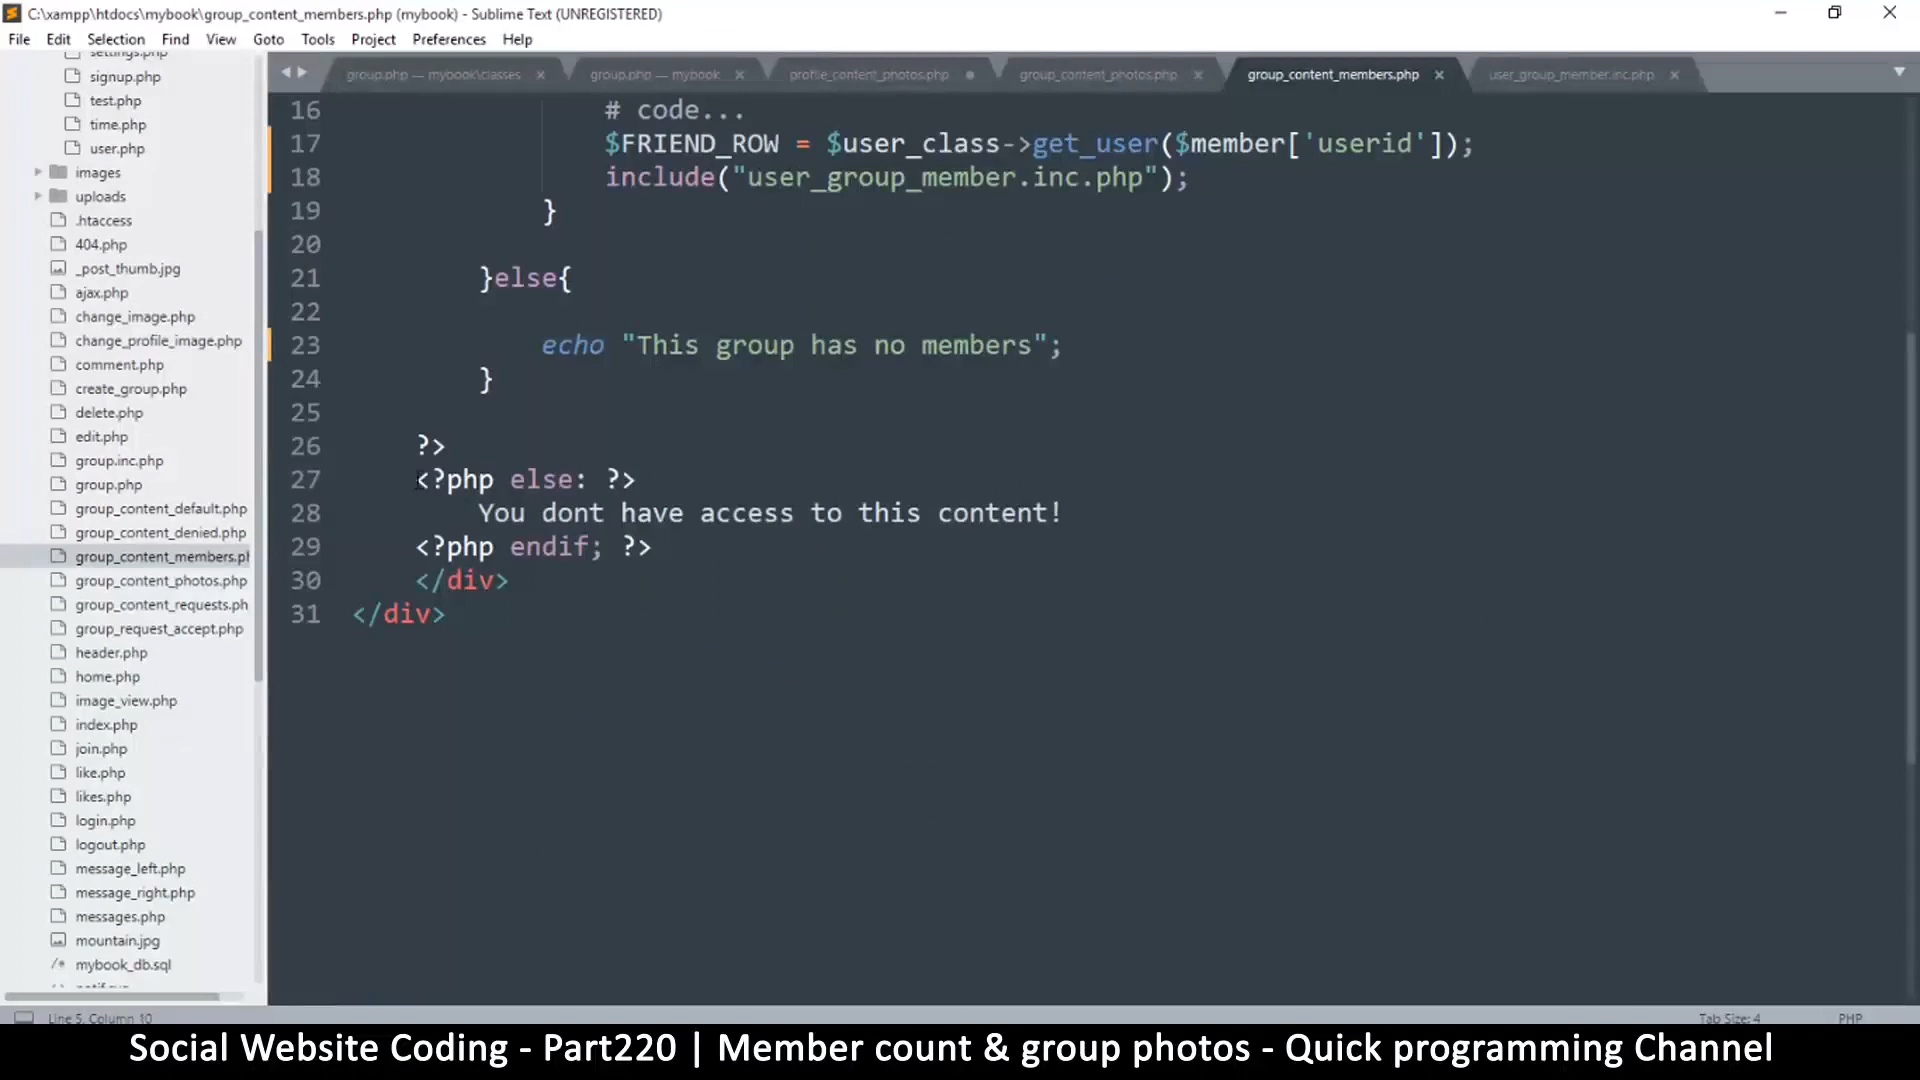 C:\xampp\htdocs\mybook\group_content_members.php (mybook) - Sublime Text (UNREGISTERED)
File Edit Selection Find View Goto Tools Project Preferences Help
group.php — mybook\classes
group.php — mybook
profile_content_photos.php
group_content_photos.php
group_content_members.php
user_group_member.inc.php
settings.php
signup.php
test.php
time.php
user.php
images
uploads
.htaccess
404.php
_post_thumb.jpg
ajax.php
change_image.php
change_profile_image.php
comment.php
create_group.php
delete.php
edit.php
group.inc.php
group.php
group_content_default.php
group_content_denied.php
group_content_members.ph
group_content_photos.php
group_content_requests.ph
group_request_accept.php
header.php
home.php
image_view.php
index.php
join.php
like.php
likes.php
login.php
logout.php
message_left.php
message_right.php
messages.php
mountain.jpg
mybook_db.sql
16 # code...
17 $FRIEND_ROW = $user_class->get_user($member['userid']);
18 include("user_group_member.inc.php");
19 }
20
21 }else{
22
23 echo "This group has no members";
24 }
25
26 ?>
27 <?php else: ?>
28 You dont have access to this content!
29 <?php endif; ?>
30 </div>
31 </div>
Line 5, Column 10
Tab Size: 4
PHP
Social Website Coding - Part220 | Member count & group photos - Quick programming Channel